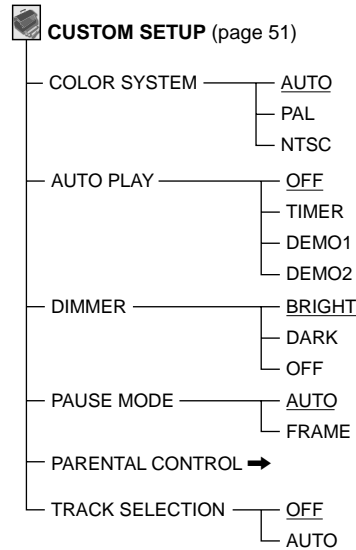 CUSTOM SETUP (page 51)
COLOR SYSTEM AUTO
PAL
NTSC
AUTO PLAY OFF
TIMER
DEMO1
DEMO2
DIMMER BRIGHT
DARK
OFF
PAUSE MODE AUTO
FRAME
PARENTAL CONTROL ➡
TRACK SELECTION OFF
AUTO